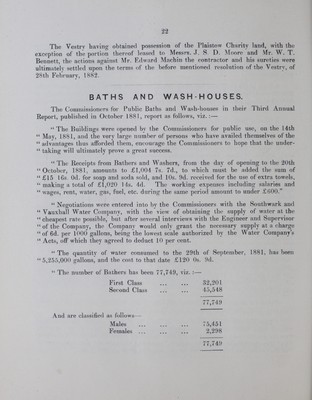 22
The Vestry having obtained possession of the Plaistow Charity land, with the
exception of the portion thereof leased to Messrs. J. S. D. Moore and Mr. W. T.
Bennett, the actions against Mr. Edward Machin the contractor and his sureties were
ultimately settled upon the terms of the before mentioned resolution of the Vestry, of
28th February, 1882.
BATHS AND WASH-HOUSES.
The Commissioners for Public Baths and Wash-houses in their Third Annual
Report, published in October 1881, report as follows, viz. :—
“ The Buildings were opened by the Commissioners for public use, on the 14th
“ May, 1881, and the very large number of persons who have availed themselves of the
“ advantages thus afforded them, encourage the Commissioners to hope that the under-
“ taking will ultimately prove a great success.
“ The Receipts from Bathers and Washers, from the day of opening to the 20th
“ October, 1881, amounts to £1,004 7s. 7d., to which must be added the sum of
“ £15 16s 0d. for soap and soda sold, and 10s. 9d. received for the use of extra towels,
“ making a total of £1,020 14s. 4d. The working expenses including salaries and
“ wages, rent, water, gas, fuel, etc. during the same period amount to under £600.”
“ Negotiations were entered into by the Commissioners with the Southwark and
“ Vauxhall Water Company, with the view of obtaining the supply of water at the
“ cheapest rate possible, but after several interviews with the Engineer and Supervisor
“ of the Company, the Company would only grant the necessary supply at a charge
“ of 6d. per 1000 gallons, being the lowest scale authorized by the Water Company's
“ Acts, off which they agreed to deduct 10 per cent.
“ The quantity of water consumed to the 29th of September, 1881, has been
“ 5,255,000 gallons, and the cost to that date £120 0s. 9d.
“ The number of Bathers has been 77,749, viz. :—
First Class ... ... 32,201
Second Class ... 45,548
77,749
And are classified as follows—
Males ... ... ... 75,451
Females ... ... ... 2,298
77,749